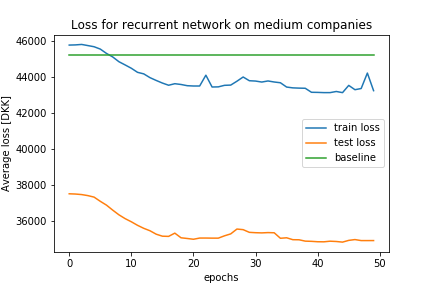 Loss for recurrent network on medium companies
46000
44000
42000
40000
38000
36000
Average loss [DKK]
train loss
test loss
baseline
0
10
20
30
40
50
epochs